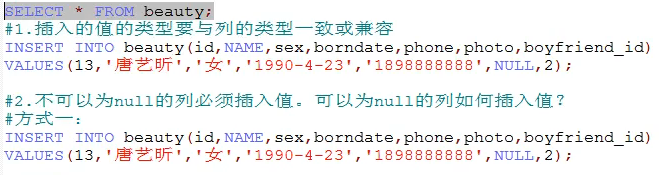 SELECT * FROM beauty;
#1.插入的值的类型要与列的类型一致或兼容
INSERT INTO beauty(id,NAME,sex,borndate,phone,photo,boyfriend_id)
VALUES(13,'唐艺昕','女','1990-4-23','1898888888',NULL,2);
#2.不可以为null的列必须插入值。可以为null的列如何插入值？
#方式一：
INSERT INTO beauty(id,NAME,sex,borndate,phone,photo,boyfriend_id)
VALUES(13,'唐艺昕','女','1990-4-23','1898888888',NULL,2);